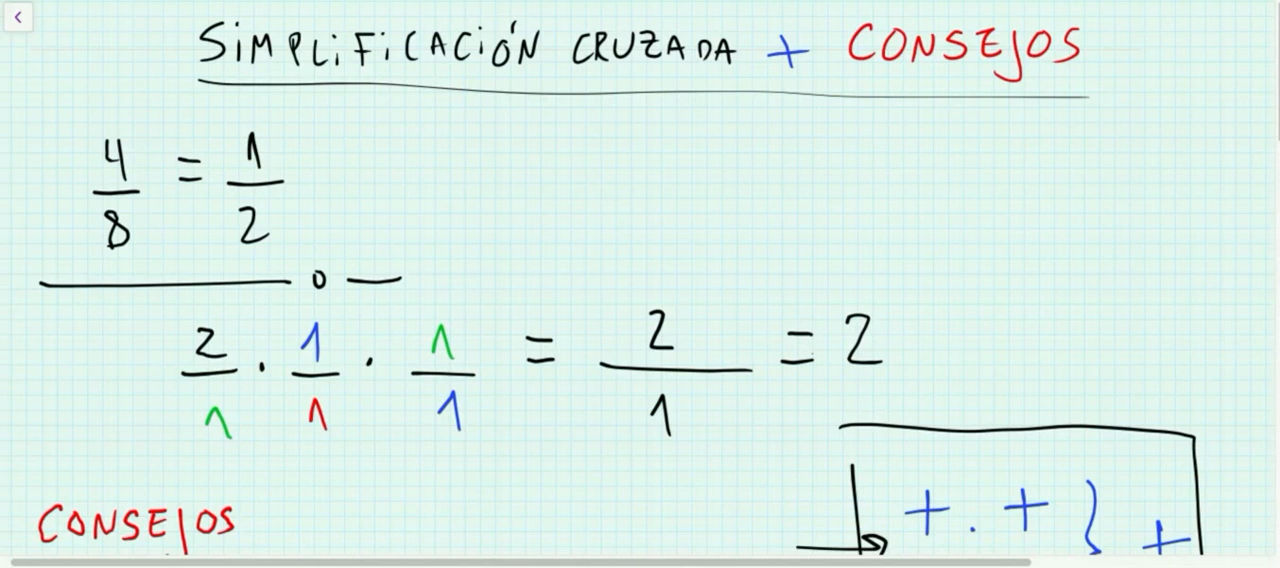 SIMPLIFICACIÓN CRUZADA + CONSEJOS
4/8 = 1/2
2/1 · 1/1 · 1/1 = 2/1 = 2
+ . + } +
CONSEJOS